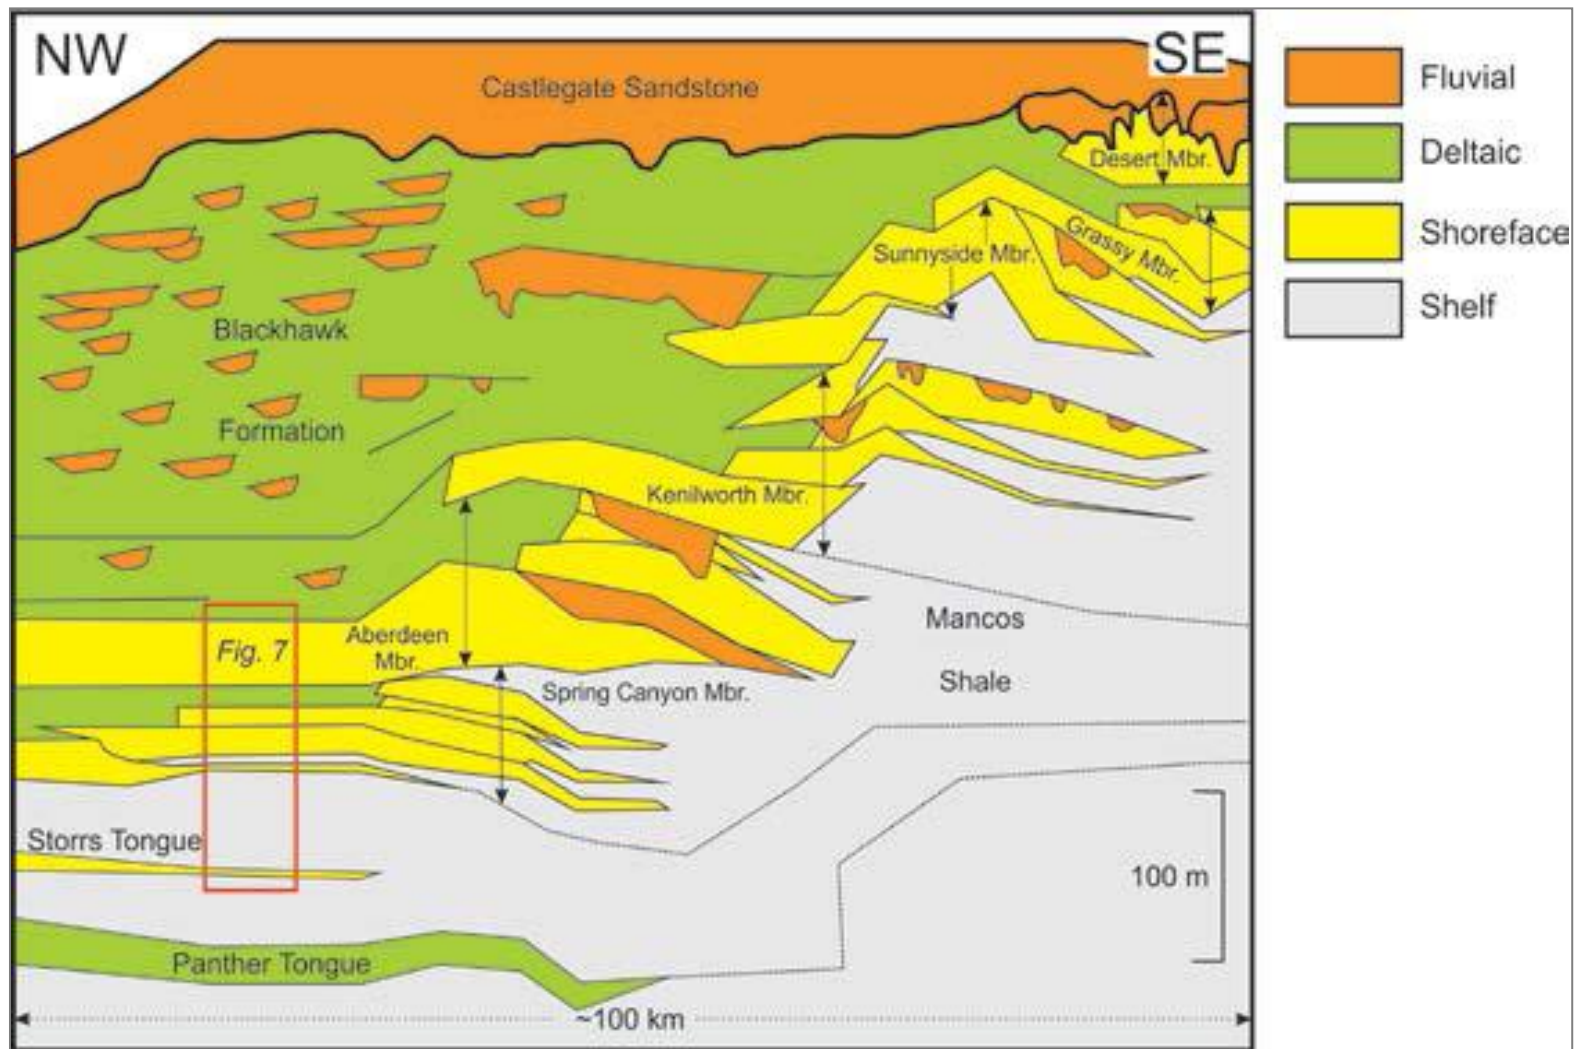 NW
SE
Castlegate Sandstone
Desert Mbr.
Grassy Mbr.
Sunnyside Mbr.
Blackhawk
Formation
Kenilworth Mbr.
Aberdeen
Mbr.
Fig. 7
Spring Canyon Mbr.
Mancos
Shale
Storrs Tongue
Panther Tongue
100 m
~100 km
Fluvial
Deltaic
Shoreface
Shelf